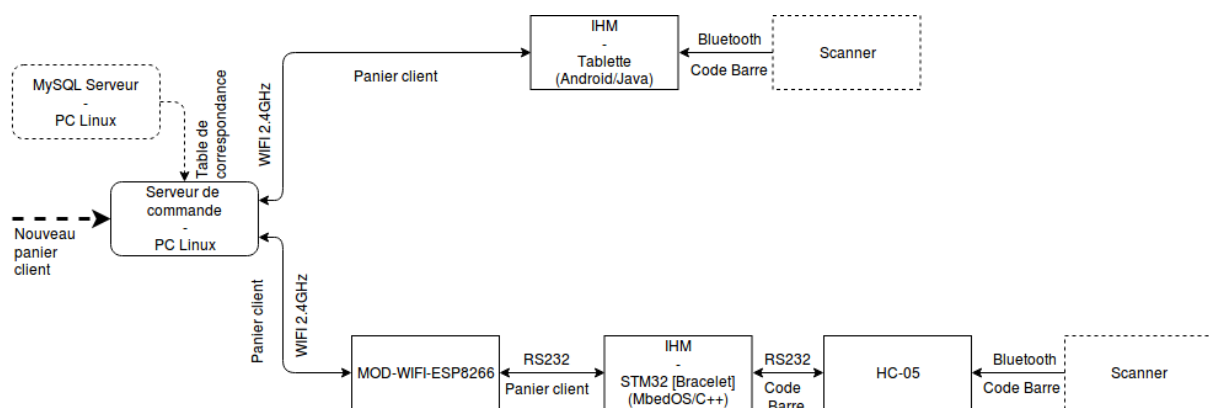 IHM
-
Tablette
(Android/Java)
Bluetooth
Code Barre
Scanner
Panier client
MySQL Serveur
-
PC Linux
Table de
correspondance
WIFI 2.4GHz
Serveur de
commande
-
PC Linux
Nouveau
panier
client
Panier client
WIFI 2.4GHz
MOD-WIFI-ESP8266
RS232
Panier client
IHM
-
STM32 [Bracelet]
(MbedOS/C++)
RS232
Code
Barre
HC-05
Bluetooth
Code Barre
Scanner